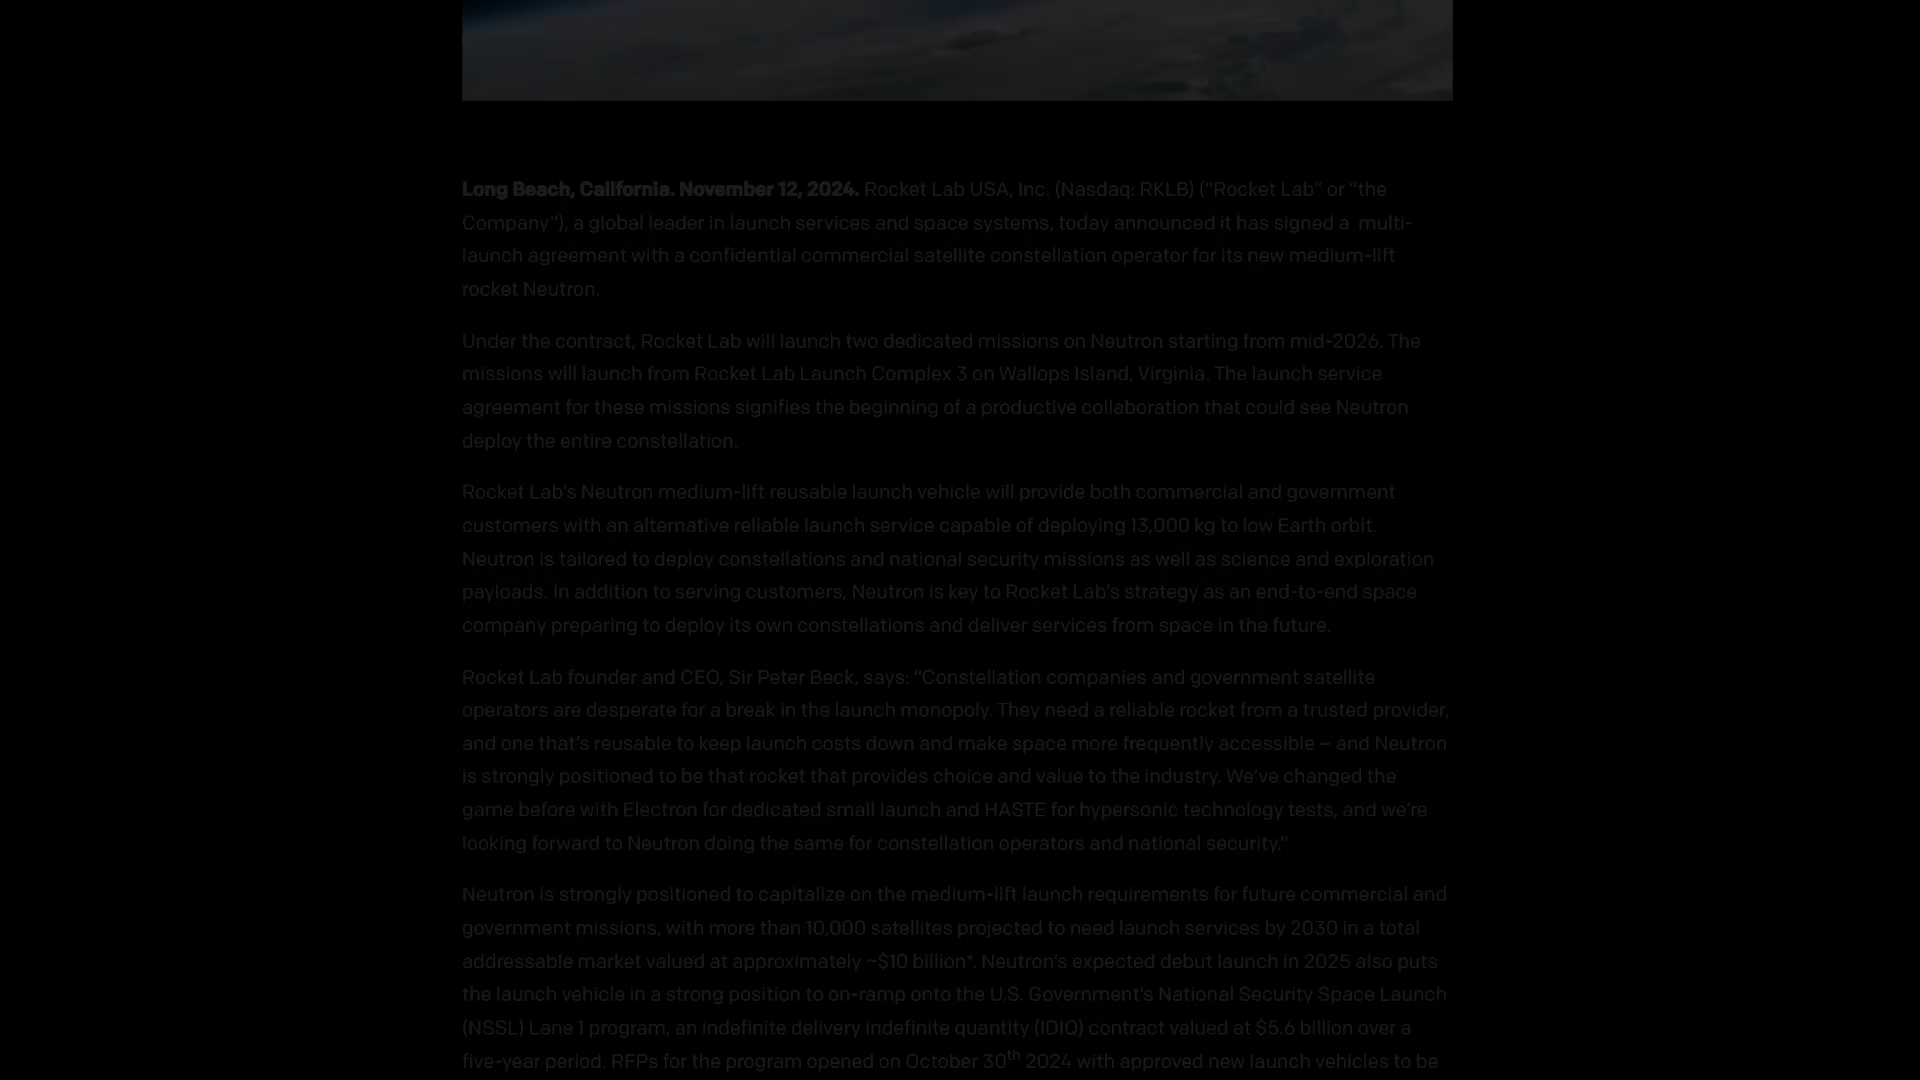 Long Beach, California. November 12, 2024. Rocket Lab USA, Inc. (Nasdaq: RKLB) (“Rocket Lab” or “the
Company”), a global leader in launch services and space systems, today announced it has signed a  multi-
launch agreement with a confidential commercial satellite constellation operator for its new medium-lift
rocket Neutron.
Under the contract, Rocket Lab will launch two dedicated missions on Neutron starting from mid-2026. The
missions will launch from Rocket Lab Launch Complex 3 on Wallops Island, Virginia. The launch service
agreement for these missions signifies the beginning of a productive collaboration that could see Neutron
deploy the entire constellation.
Rocket Lab’s Neutron medium-lift reusable launch vehicle will provide both commercial and government
customers with an alternative reliable launch service capable of deploying 13,000 kg to low Earth orbit.
Neutron is tailored to deploy constellations and national security missions as well as science and exploration
payloads. In addition to serving customers, Neutron is key to Rocket Lab’s strategy as an end-to-end space
company preparing to deploy its own constellations and deliver services from space in the future.
Rocket Lab founder and CEO, Sir Peter Beck, says: “Constellation companies and government satellite
operators are desperate for a break in the launch monopoly. They need a reliable rocket from a trusted provider,
and one that’s reusable to keep launch costs down and make space more frequently accessible – and Neutron
is strongly positioned to be that rocket that provides choice and value to the industry. We’ve changed the
game before with Electron for dedicated small launch and HASTE for hypersonic technology tests, and we’re
looking forward to Neutron doing the same for constellation operators and national security.”
Neutron is strongly positioned to capitalize on the medium-lift launch requirements for future commercial and
government missions, with more than 10,000 satellites projected to need launch services by 2030 in a total
addressable market valued at approximately ~$10 billion*. Neutron’s expected debut launch in 2025 also puts
the launch vehicle in a strong position to on-ramp onto the U.S. Government’s National Security Space Launch
(NSSL) Lane 1 program, an indefinite delivery indefinite quantity (IDIQ) contract valued at $5.6 billion over a
five-year period. RFPs for the program opened on October 30th 2024 with approved new launch vehicles to be